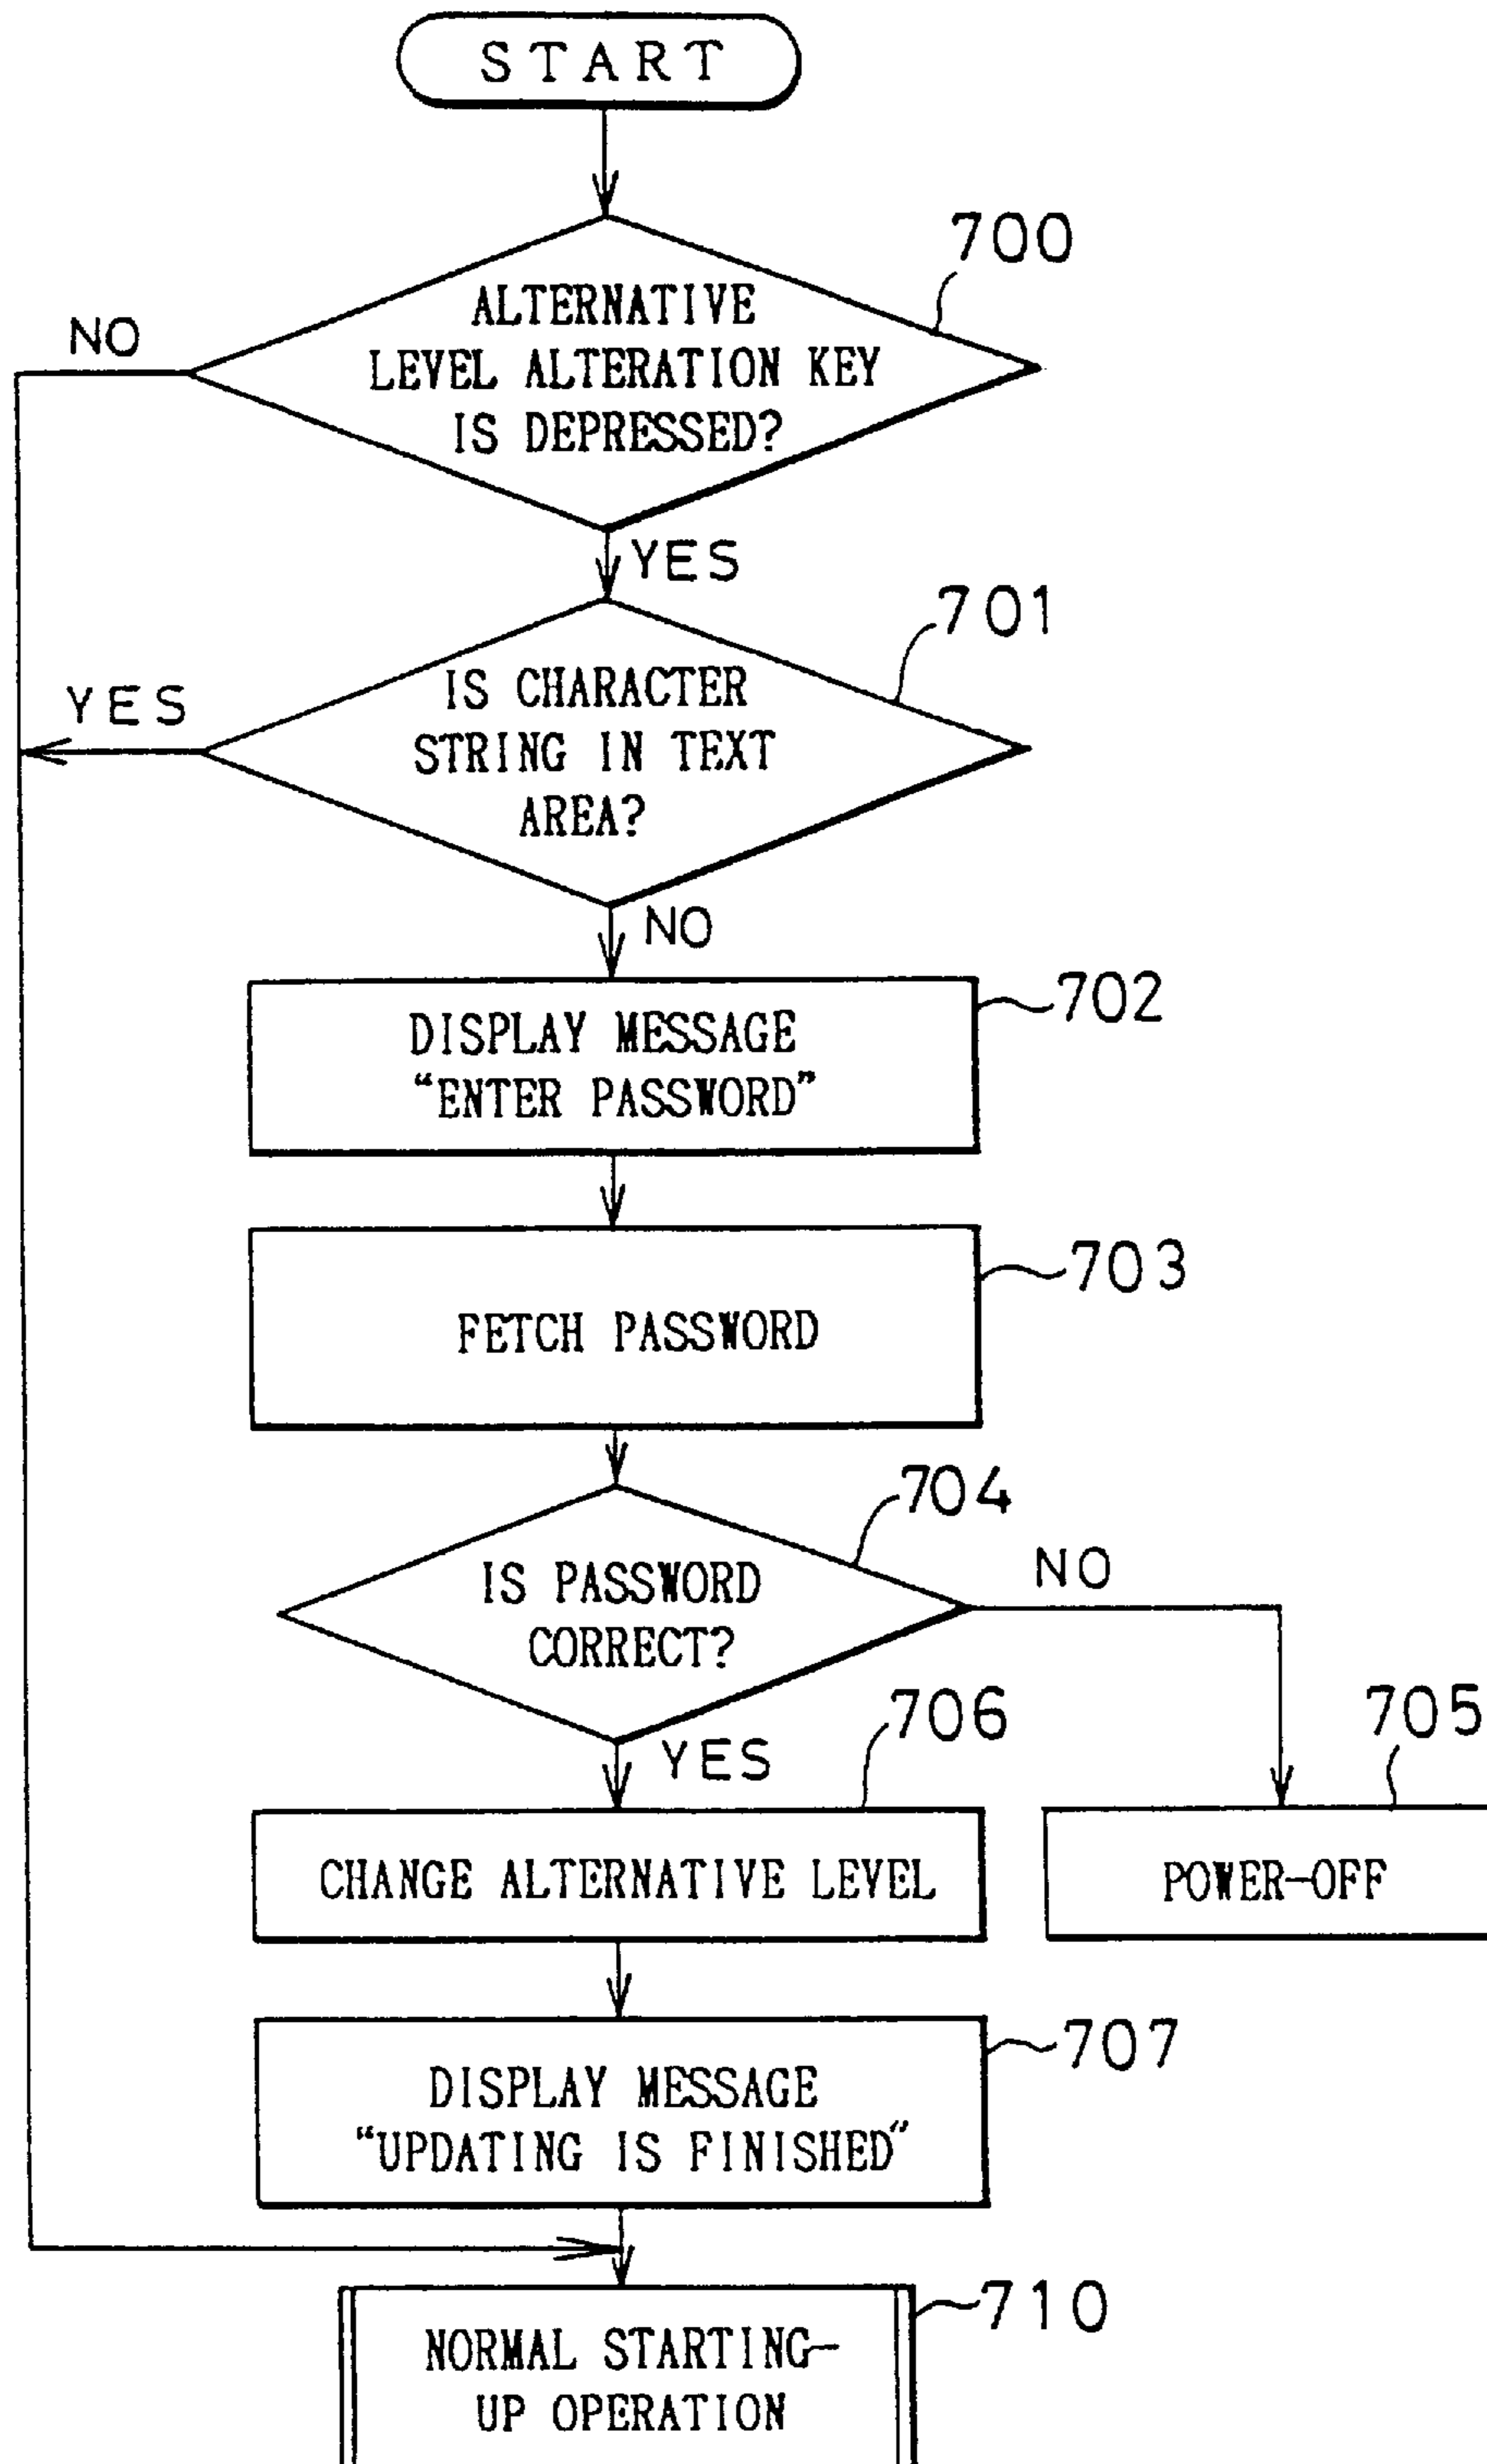 START
700
ALTERNATIVE
LEVEL ALTERATION KEY
IS DEPRESSED?
NO
YES
701
IS CHARACTER
STRING IN TEXT
AREA?
YES
NO
702
DISPLAY MESSAGE
“ENTER PASSWORD”
703
FETCH PASSWORD
704
IS PASSWORD
CORRECT?
NO
YES
706
705
CHANGE ALTERNATIVE LEVEL
POWER-OFF
707
DISPLAY MESSAGE
“UPDATING IS FINISHED”
710
NORMAL STARTING-
UP OPERATION